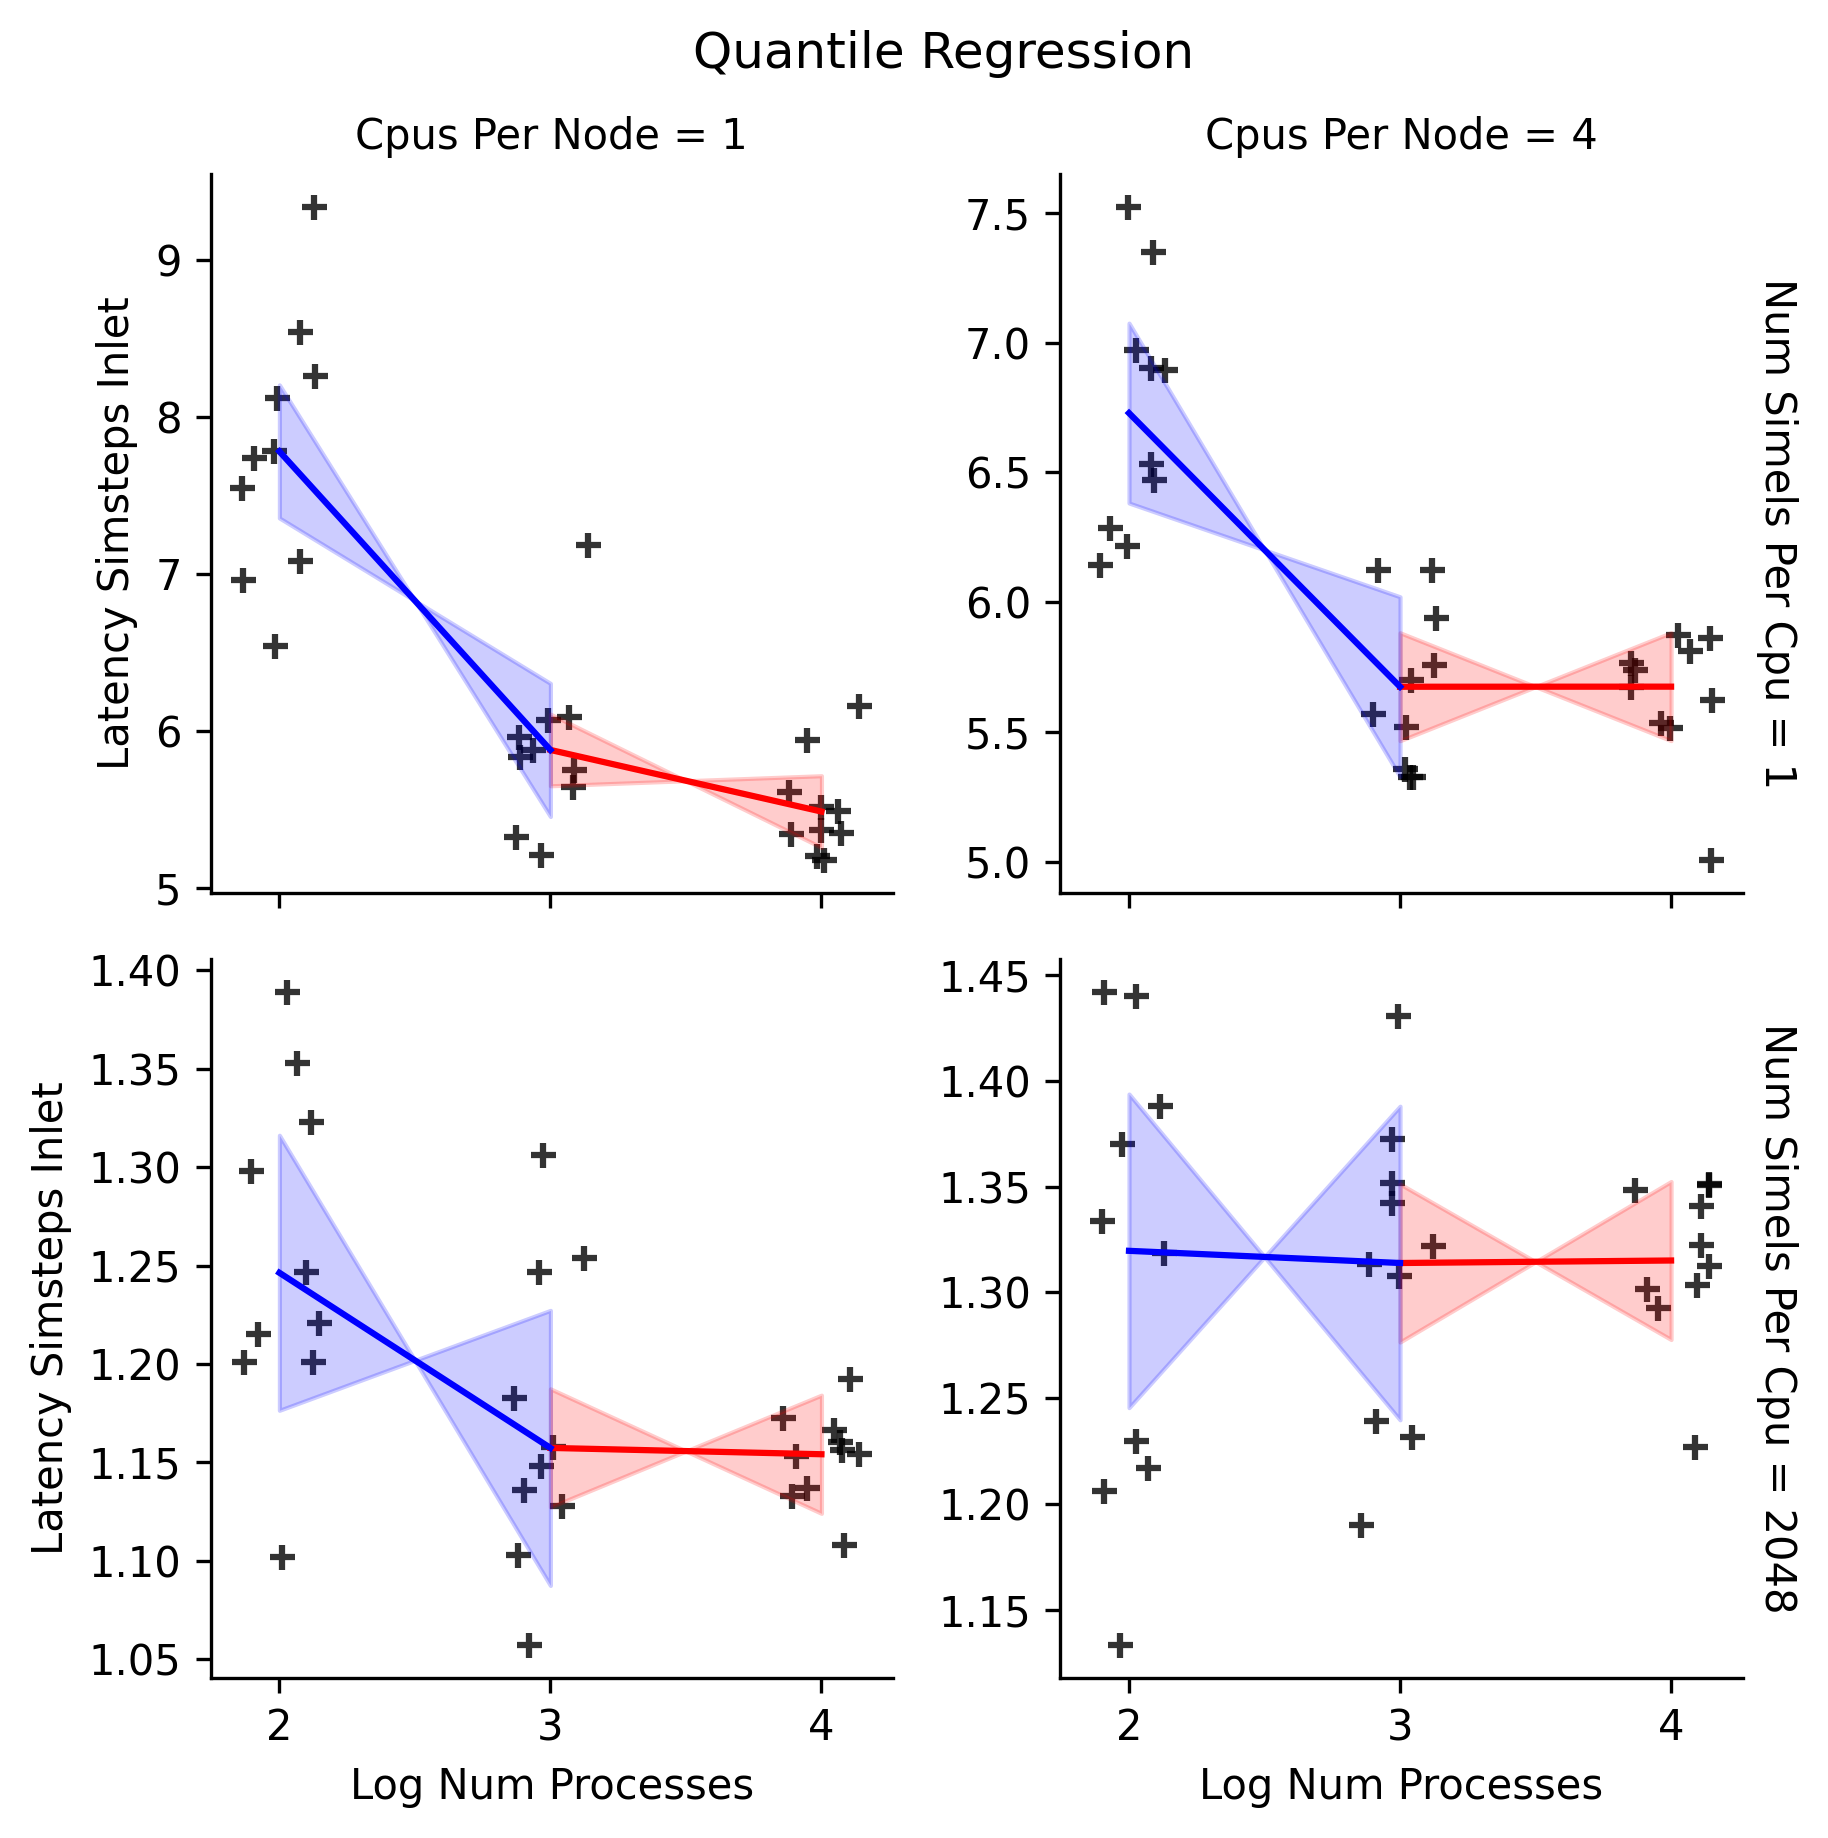 Quantile Regression
Cpus Per Node = 1
Cpus Per Node = 4
9
8
7
6
5
Latency Simsteps Inlet
7.5
7.0
6.5
6.0
5.5
5.0
Num Simels Per Cpu = 1
1.40
1.35
1.30
1.25
1.20
1.15
1.10
1.05
Latency Simsteps Inlet
2 3 4
Log Num Processes
1.45
1.40
1.35
1.30
1.25
1.20
1.15
2 3 4
Log Num Processes
Num Simels Per Cpu = 2048